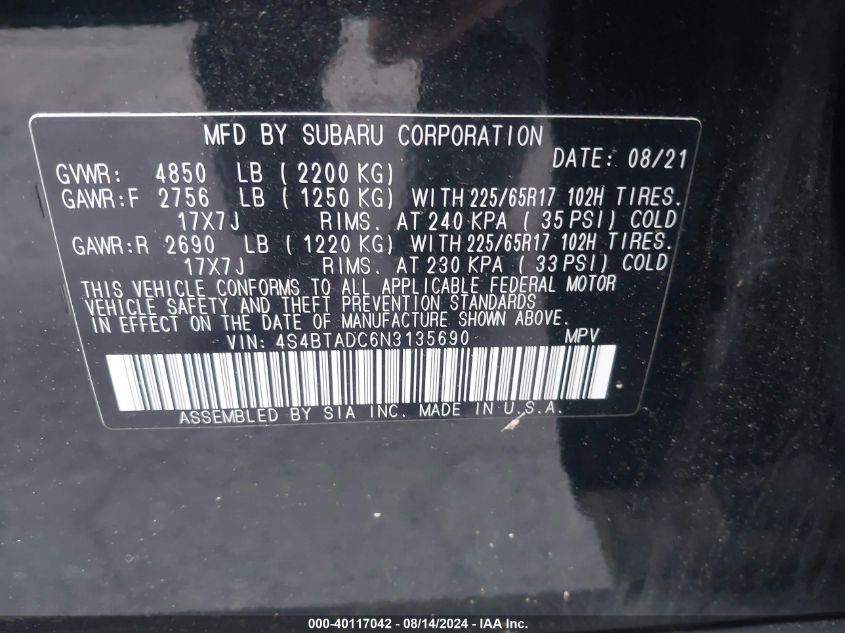 MFD BY SUBARU CORPORATION
DATE: 08/21
GVWR: 4850 LB ( 2200 KG)
GAWR:F 2756 LB ( 1250 KG) WITH 225/65R17 102H TIRES.
17X7J RIMS. AT 240 KPA ( 35 PSI) COLD
GAWR:R 2690 LB ( 1220 KG) WITH 225/65R17 102H TIRES.
17X7J RIMS. AT 230 KPA ( 33 PSI) COLD
THIS VEHICLE CONFORMS TO ALL APPLICABLE FEDERAL MOTOR
VEHICLE SAFETY AND THEFT PREVENTION STANDARDS
IN EFFECT ON THE DATE OF MANUFACTURE SHOWN ABOVE.
VIN: 4S4BTADC6N3135690 MPV
ASSEMBLED BY SIA INC. MADE IN U.S.A.
000-40117042 - 08/14/2024 - IAA Inc.